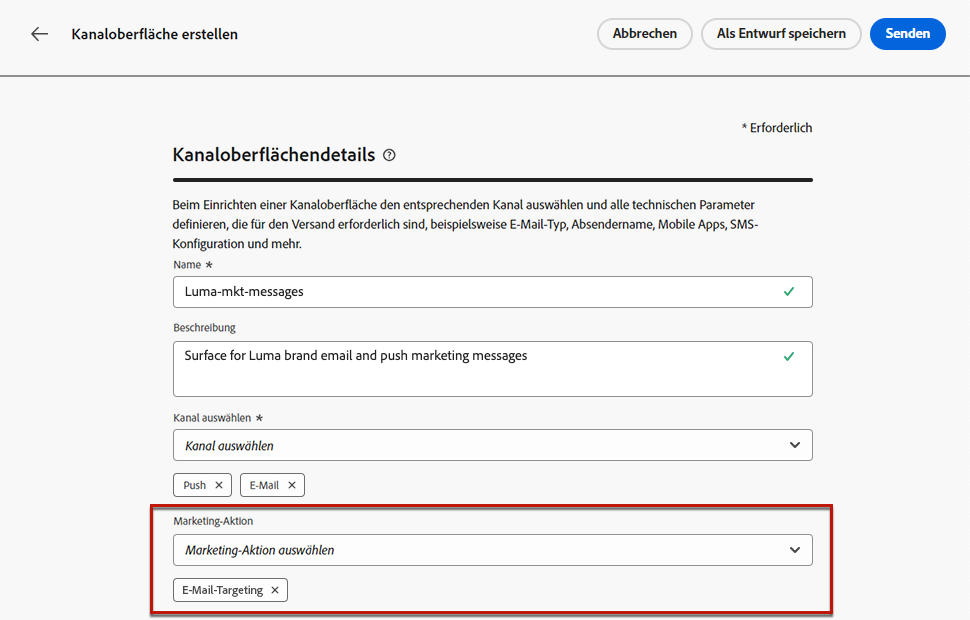 Kanaloberfläche erstellen
Abbrechen
Als Entwurf speichern
Senden
* Erforderlich
Kanaloberflächendetails
Beim Einrichten einer Kanaloberfläche den entsprechenden Kanal auswählen und alle technischen Parameter
definieren, die für den Versand erforderlich sind, beispielsweise E-Mail-Typ, Absendername, Mobile Apps, SMS-
Konfiguration und mehr.
Name *
Luma-mkt-messages
Beschreibung
Surface for Luma brand email and push marketing messages
Kanal auswählen *
Kanal auswählen
Push
E-Mail
Marketing-Aktion
Marketing-Aktion auswählen
E-Mail-Targeting